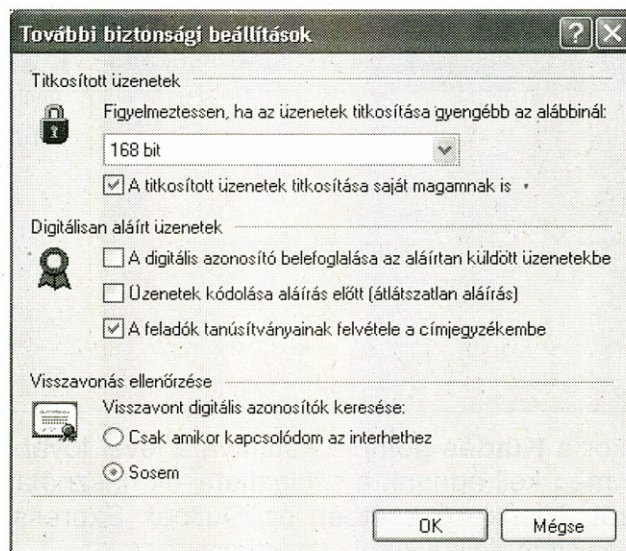 További biztonsági beállítások
Titkosított üzenetek
Figyelmeztessen, ha az üzenetek titkosítása gyengébb az alábbinál:
168 bit
A titkosított üzenetek titkosítása saját magamnak is
Digitálisan aláírt üzenetek
A digitális azonosító belefoglalása az aláírtan küldött üzenetekbe
Üzenetek kódolása aláírás előtt (átlátszatlan aláírás)
A feladók tanúsítványainak felvétele a címjegyzékembe
Visszavonás ellenőrzése
Visszavont digitális azonosítók keresése:
Csak amikor kapcsolódom az interhethez
Sosem
OK
Mégse